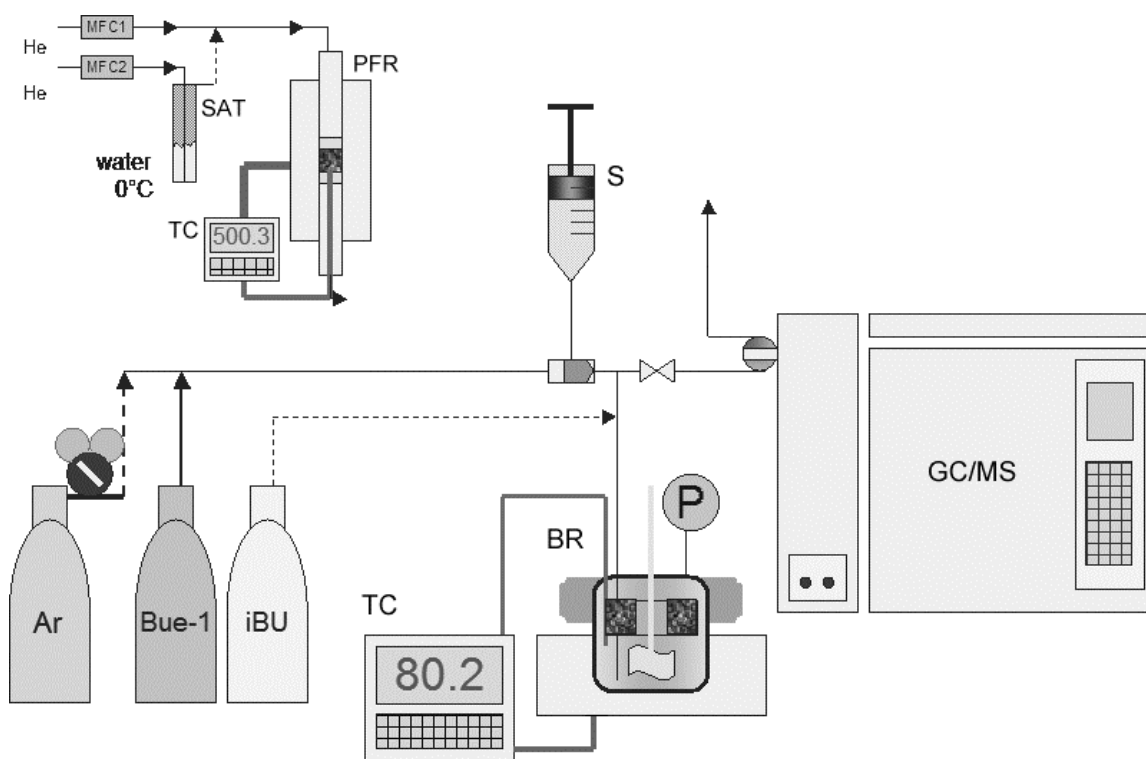 MFC1
He
PFR
MFC2
He
SAT
water
0°C
TC
500.3
S
GC/MS
P
BR
TC
Ar
Bue-1
iBU
80.2